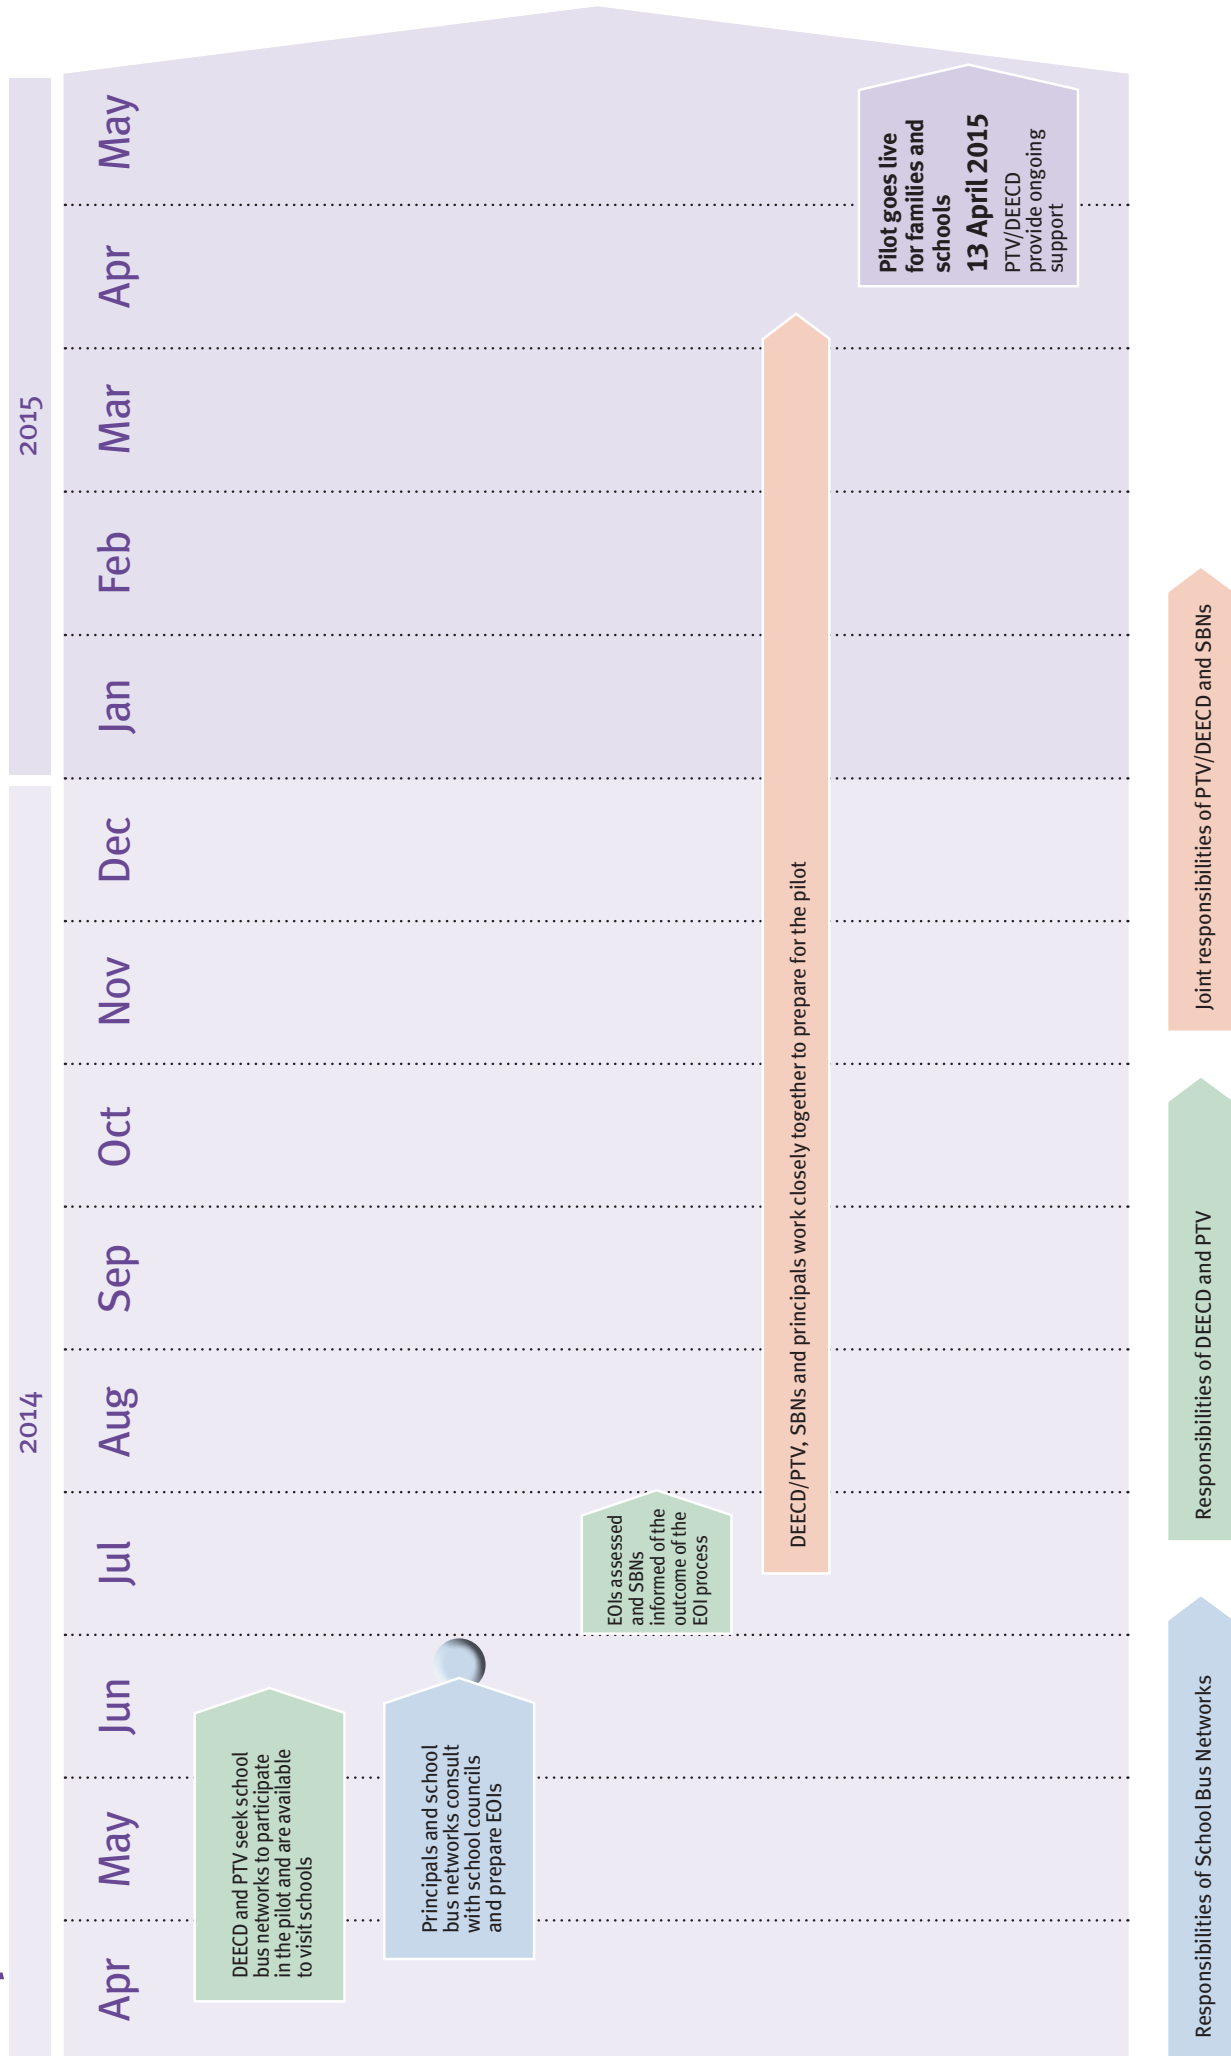 2014
2015
Apr
May
Jun
Jul
Aug
Sep
Oct
Nov
Dec
Jan
Feb
Mar
Apr
May
DEECD and PTV seek school
bus networks to participate
in the pilot and are available
to visit schools
Principals and school
bus networks consult
with school councils
and prepare EOIs
EOIs assessed
and SBNs
informed of the
outcome of the
EOI process
DEECD/PTV, SBNs and principals work closely together to prepare for the pilot
Pilot goes live
for families and
schools
13 April 2015
PTV/DEECD
provide ongoing
support
Responsibilities of School Bus Networks
Responsibilities of DEECD and PTV
Joint responsibilities of PTV/DEECD and SBNs